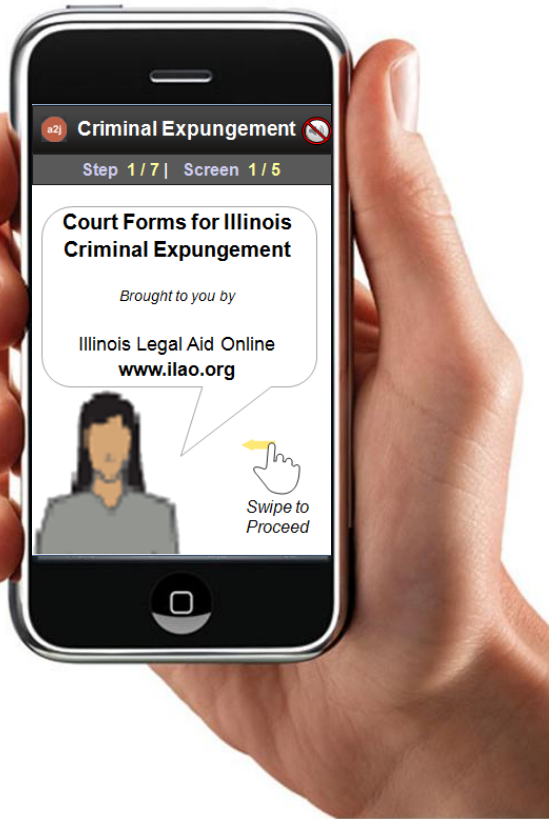 a2j Criminal Expungement
Step 1 / 7 | Screen 1 / 5
Court Forms for Illinois
Criminal Expungement
Brought to you by
Illinois Legal Aid Online
www.ilao.org
Swipe to
Proceed